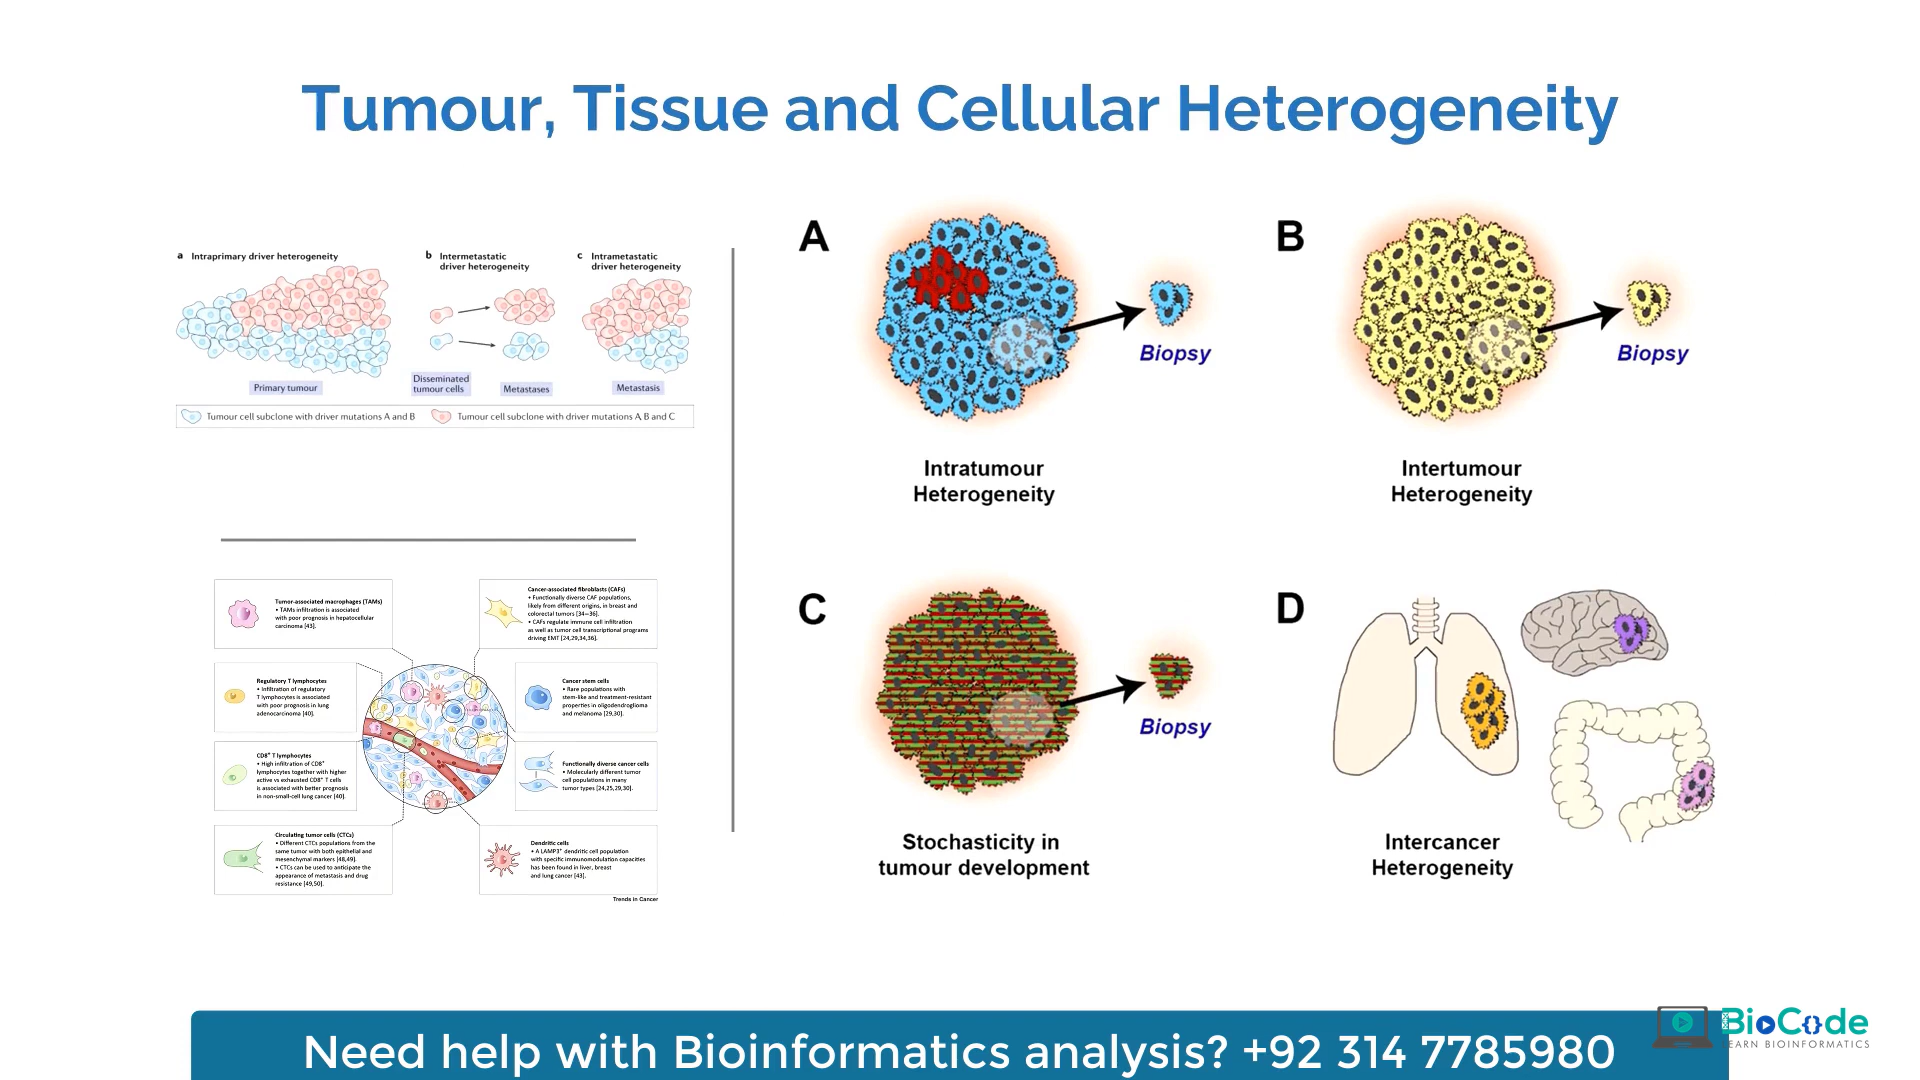 Tumour, Tissue and Cellular Heterogeneity
a Intraprimary driver heterogeneity
b Intermetastatic
driver heterogeneity
c Intrametastatic
driver heterogeneity
Primary tumour
Disseminated
tumour cells
Metastases
Metastasis
Tumour cell subclone with driver mutations A and B
Tumour cell subclone with driver mutations A, B and C
Tumor-associated macrophages (TAMs)
• TAMs infiltration is associated
with poor prognosis in hepatocellular
carcinoma [43].
Cancer-associated fibroblasts (CAFs)
• Functionally diverse CAF populations,
likely from different origins, in breast and
colorectal tumors [34–36].
• CAFs regulate immune cell infiltration
as well as tumor cell transcriptional programs
driving EMT [24,29,34,36].
Regulatory T lymphocytes
• Infiltration of regulatory
T lymphocytes is associated
with poor prognosis in lung
adenocarcinoma [40].
Cancer stem cells
• Rare populations with
stem-like and treatment-resistant
properties in oligodendroglioma
and melanoma [29,30].
CD8⁺ T lymphocytes
• High infiltration of CD8⁺
lymphocytes together with higher
active vs exhausted CD8⁺ T cells
is associated with better prognosis
in non-small-cell lung cancer [40].
Functionally diverse cancer cells
• Molecularly different tumor
cell populations in many
tumor types [24,25,29,30].
Circulating tumor cells (CTCs)
• Different CTCs populations from the
same tumor with both epithelial and
mesenchymal markers [48,49].
• CTCs can be used to anticipate the
appearance of metastasis and drug
resistance [49,50].
Dendritic cells
• A LAMP3⁺ dendritic cell population
with specific immunomodulation capacities
has been found in liver, breast
and lung cancer [43].
Trends in Cancer
A
Biopsy
Intratumour
Heterogeneity
B
Biopsy
Intertumour
Heterogeneity
C
Biopsy
Stochasticity in
tumour development
D
Intercancer
Heterogeneity
Need help with Bioinformatics analysis? +92 314 7785980
BioCode
LEARN BIOINFORMATICS